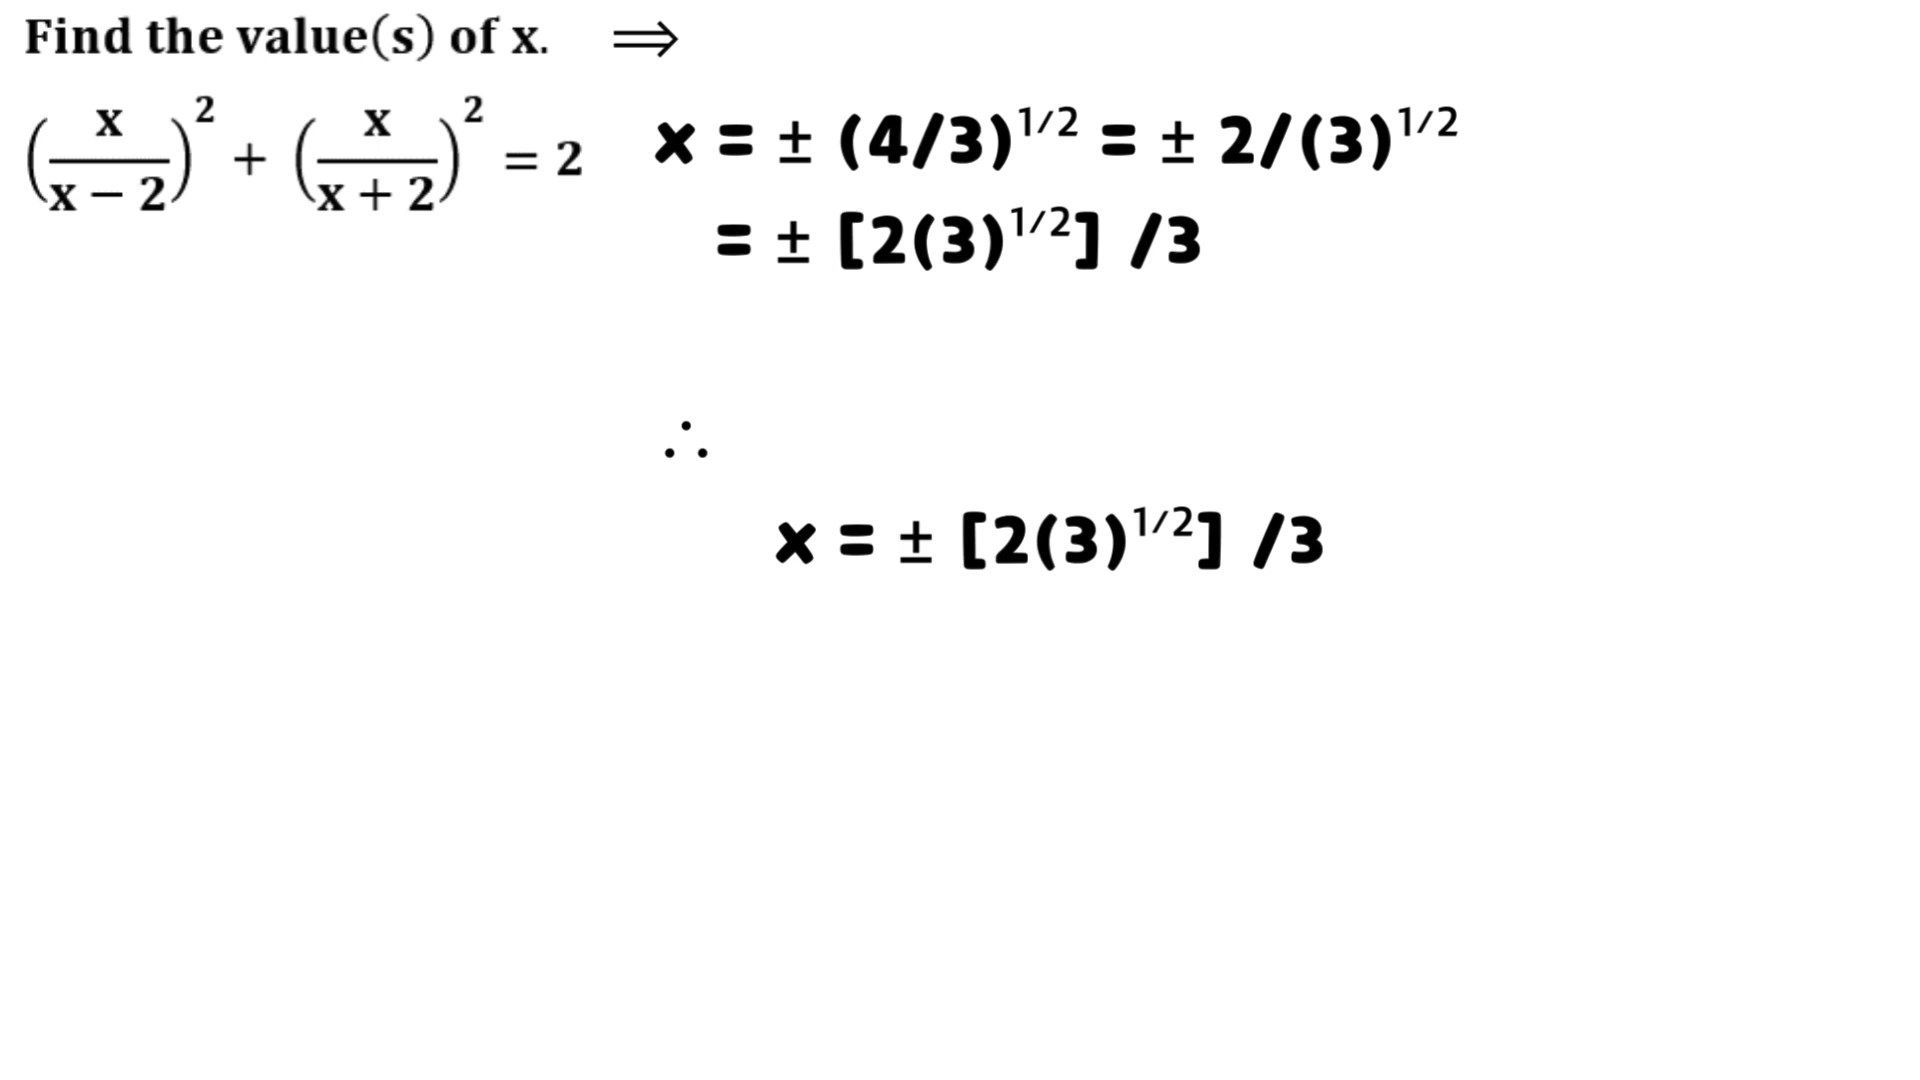 Find the value(s) of x. ⟹
(x/(x − 2))² + (x/(x + 2))² = 2
x = ± (4/3)^1/2 = ± 2/(3)^1/2
= ± [2(3)^1/2] /3
∴
x = ± [2(3)^1/2] /3